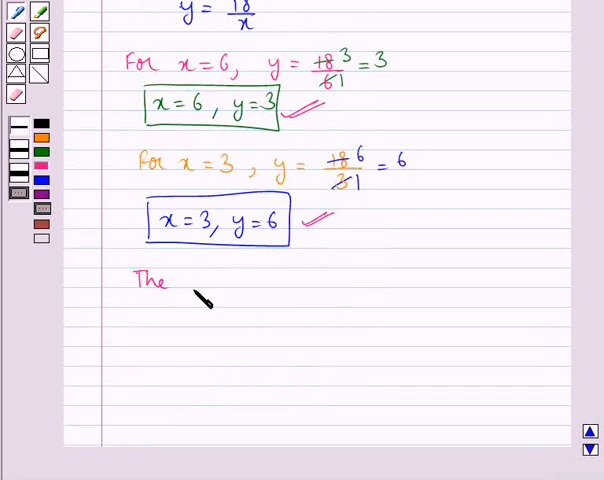 y = 18/x
For x = 6, y = 18 3/6 1 = 3
x = 6, y = 3
For x = 3, y = 18 6/3 1 = 6
x = 3, y = 6
The